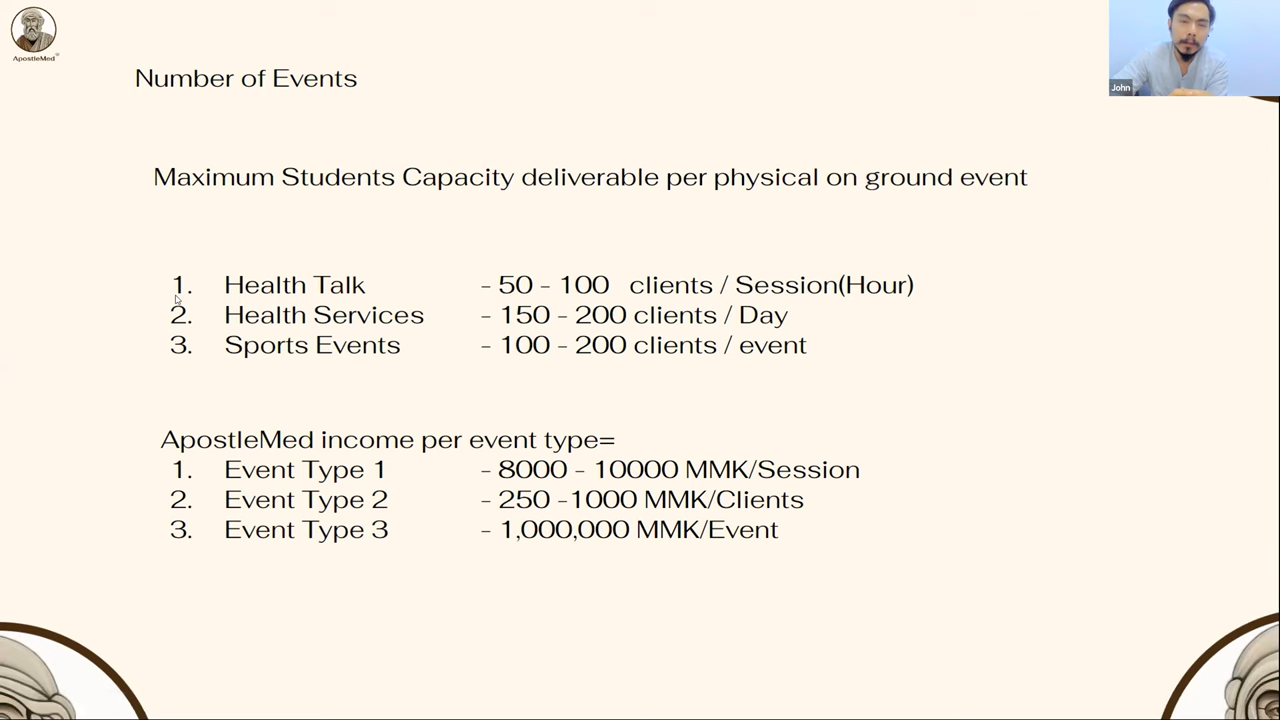 ApostleMed
John
Number of Events
Maximum Students Capacity deliverable per physical on ground event
1. Health Talk - 50 - 100 clients / Session(Hour)
2. Health Services - 150 - 200 clients / Day
3. Sports Events - 100 - 200 clients / event
ApostleMed income per event type=
1. Event Type 1 - 8000 - 10000 MMK/Session
2. Event Type 2 - 250 -1000 MMK/Clients
3. Event Type 3 - 1,000,000 MMK/Event